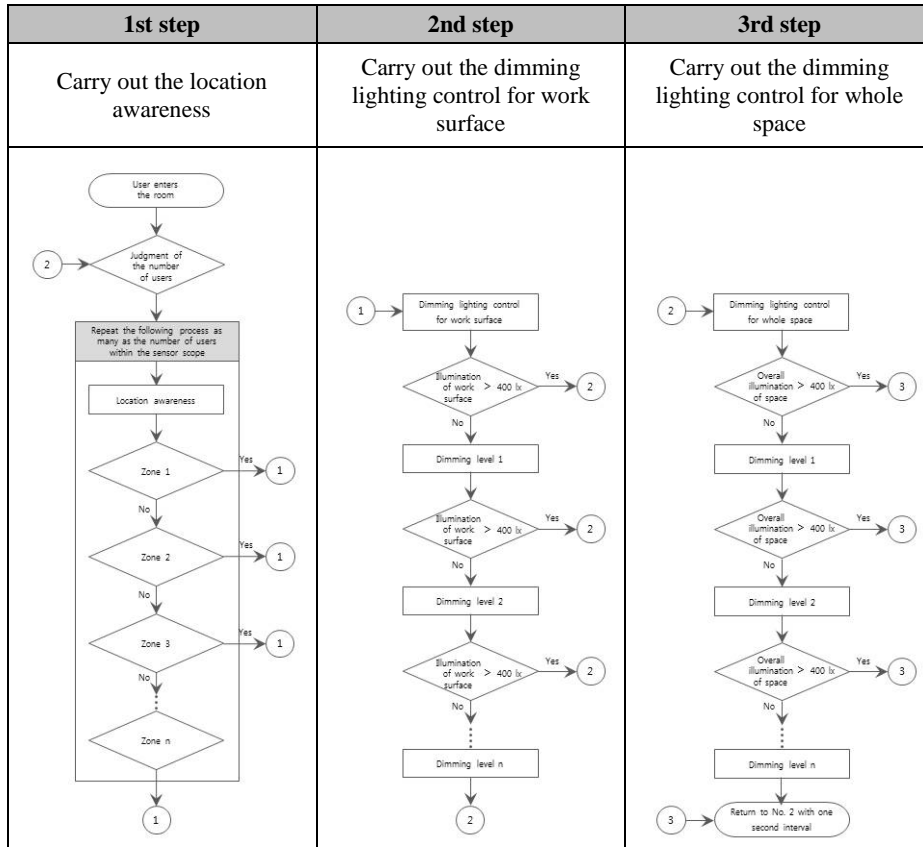 1st step
2nd step
3rd step
Carry out the location
awareness
Carry out the dimming
lighting control for work
surface
Carry out the dimming
lighting control for whole
space
User enters
the room
2
Judgment of
the number
of users
Repeat the following process as
many as the number of users
within the sensor scope
Location awareness
Zone 1
Yes
1
No
Zone 2
Yes
1
No
Zone 3
Yes
1
No
Zone n
1
1
Dimming lighting control
for work surface
Illumination
of work > 400 lx
surface
Yes
2
No
Dimming level 1
Illumination
of work > 400 lx
surface
Yes
2
No
Dimming level 2
Illumination
of work > 400 lx
surface
Yes
2
No
Dimming level n
2
2
Dimming lighting control
for whole space
Overall
illumination > 400 lx
of space
Yes
3
No
Dimming level 1
Overall
illumination > 400 lx
of space
Yes
3
No
Dimming level 2
Overall
illumination > 400 lx
of space
Yes
3
No
Dimming level n
3
Return to No. 2 with one
second interval